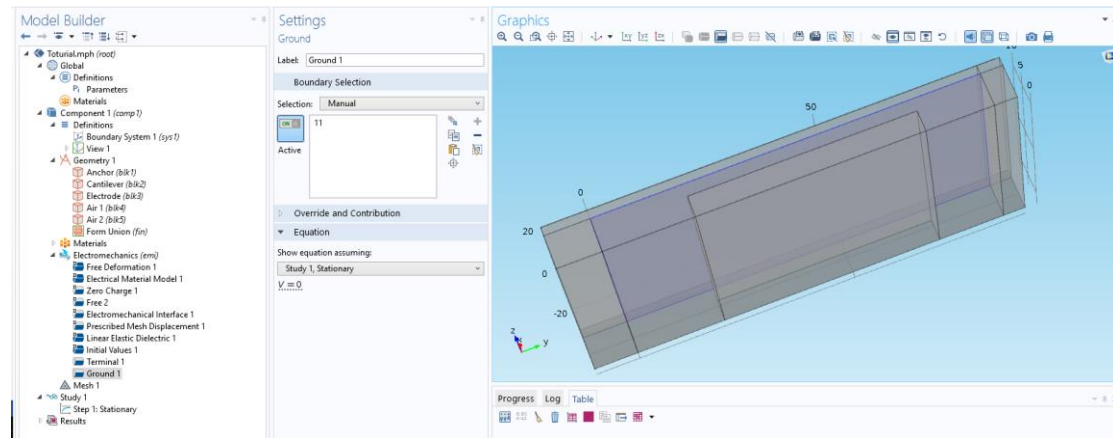 Model Builder
Toturial.mph (root)
Global
Definitions
Pi Parameters
Materials
Component 1 (comp1)
Definitions
Boundary System 1 (sys1)
View 1
Geometry 1
Anchor (blk1)
Cantilever (blk2)
Electrode (blk3)
Air 1 (blk4)
Air 2 (blk5)
Form Union (fin)
Materials
Electromechanics (emi)
Free Deformation 1
Electrical Material Model 1
Zero Charge 1
Free 2
Electromechanical Interface 1
Prescribed Mesh Displacement 1
Linear Elastic Dielectric 1
Initial Values 1
Terminal 1
Ground 1
Mesh 1
Study 1
Step 1: Stationary
Results
Settings
Ground
Label: Ground 1
Boundary Selection
Selection: Manual
ON
11
Active
Override and Contribution
Equation
Show equation assuming:
Study 1, Stationary
V = 0
Graphics
10
5
0
50
0
20
0
-20
z
x
y
Progress Log Table